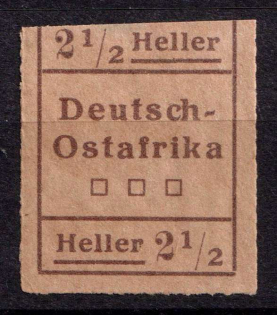 2 1/2 Heller
Deutsch-
Ostafrika
Heller 2 1/2